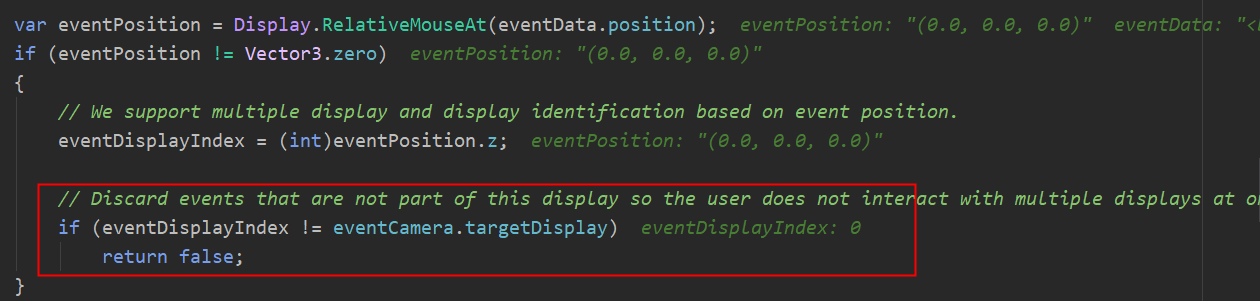 var eventPosition = Display.RelativeMouseAt(eventData.position);  eventPosition: "(0.0, 0.0, 0.0)"  eventData: "<
if (eventPosition != Vector3.zero)  eventPosition: "(0.0, 0.0, 0.0)"
{
    // We support multiple display and display identification based on event position.
    eventDisplayIndex = (int)eventPosition.z;  eventPosition: "(0.0, 0.0, 0.0)"
    // Discard events that are not part of this display so the user does not interact with multiple displays at
    if (eventDisplayIndex != eventCamera.targetDisplay)  eventDisplayIndex: 0
        return false;
}